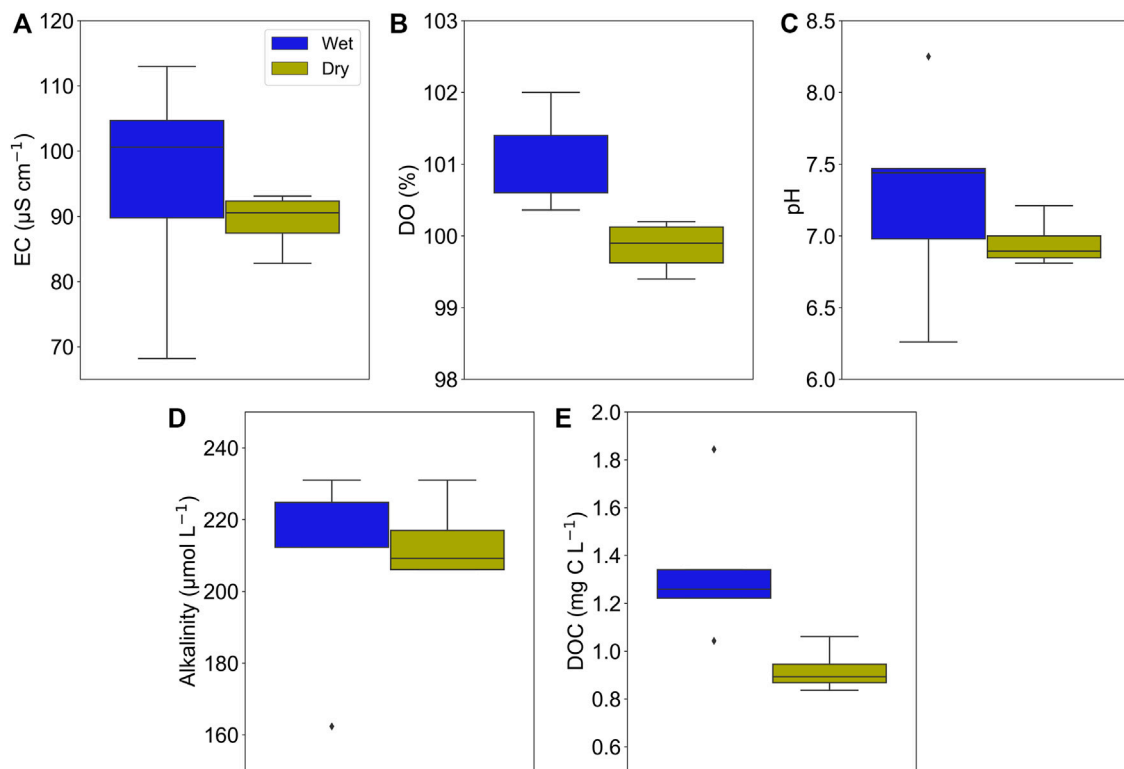 A
EC (µS cm⁻¹)
120
110
100
90
80
70
Wet
Dry
B
DO (%)
103
102
101
100
99
98
C
pH
8.5
8.0
7.5
7.0
6.5
6.0
D
Alkalinity (µmol L⁻¹)
240
220
200
180
160
E
DOC (mg C L⁻¹)
2.0
1.8
1.6
1.4
1.2
1.0
0.8
0.6